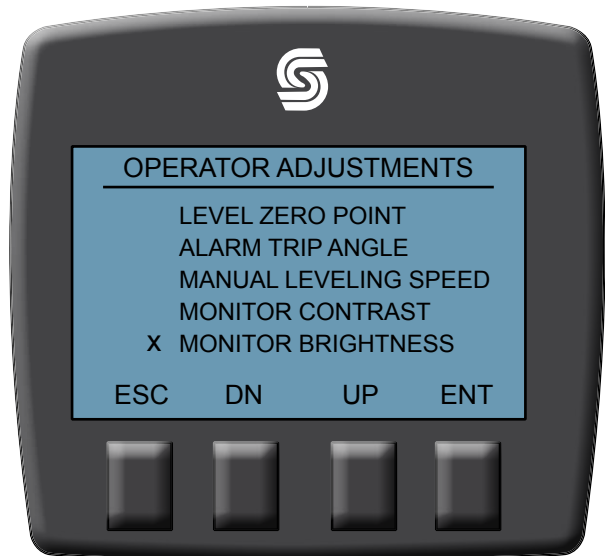 OPERATOR ADJUSTMENTS
LEVEL ZERO POINT
ALARM TRIP ANGLE
MANUAL LEVELING SPEED
MONITOR CONTRAST
X MONITOR BRIGHTNESS
ESC DN UP ENT